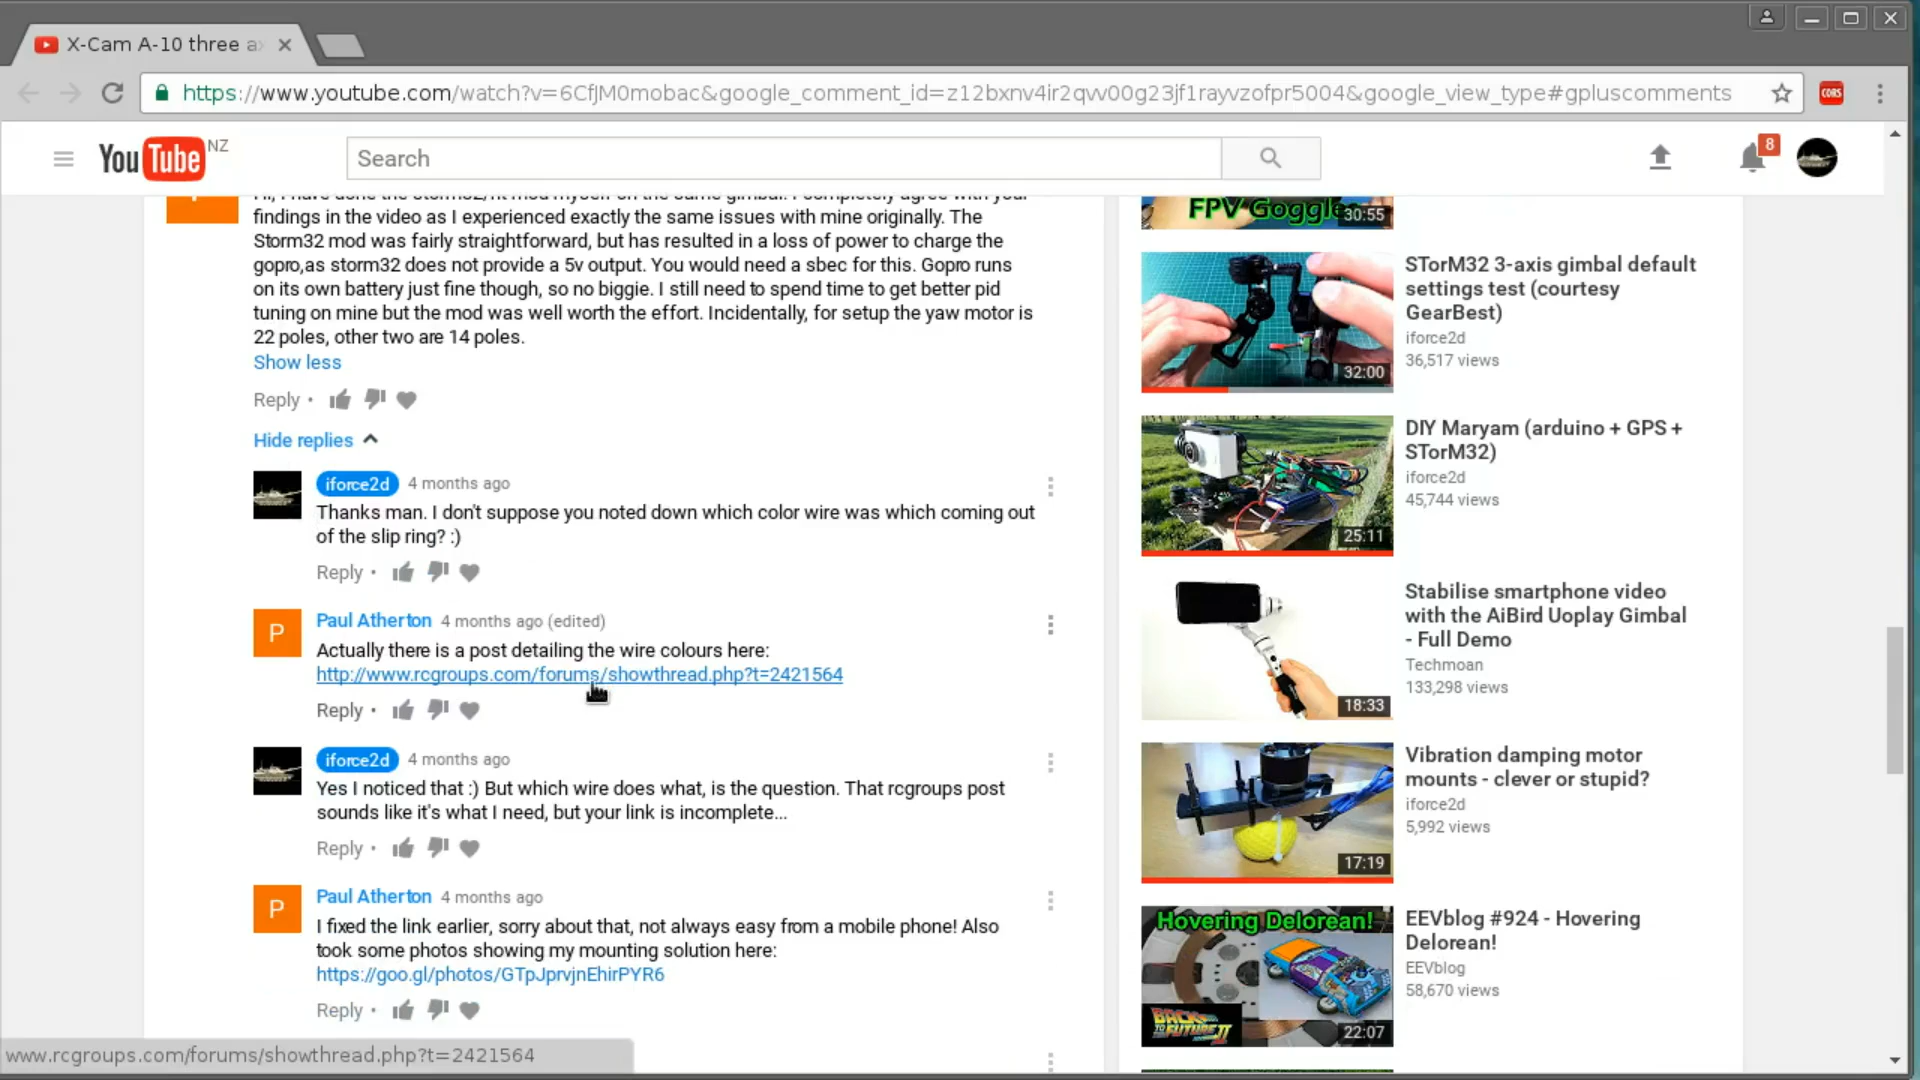 X-Cam A-10 three a
https://www.youtube.com/watch?v=6CfjM0mobac&google_comment_id=z12bxnv4ir2qvv00g23jf1rayvzofpr5004&google_view_type#gpluscomments
CORS
YouTube NZ
Search
8
findings in the video as I experienced exactly the same issues with mine originally. The
Storm32 mod was fairly straightforward, but has resulted in a loss of power to charge the
gopro,as storm32 does not provide a 5v output. You would need a sbec for this. Gopro runs
on its own battery just fine though, so no biggie. I still need to spend time to get better pid
tuning on mine but the mod was well worth the effort. Incidentally, for setup the yaw motor is
22 poles, other two are 14 poles.
Show less
Reply •
Hide replies
iforce2d 4 months ago
Thanks man. I don't suppose you noted down which color wire was which coming out
of the slip ring? :)
Reply •
P
Paul Atherton 4 months ago (edited)
Actually there is a post detailing the wire colours here:
http://www.rcgroups.com/forums/showthread.php?t=2421564
Reply •
iforce2d 4 months ago
Yes I noticed that :) But which wire does what, is the question. That rcgroups post
sounds like it's what I need, but your link is incomplete...
Reply •
P
Paul Atherton 4 months ago
I fixed the link earlier, sorry about that, not always easy from a mobile phone! Also
took some photos showing my mounting solution here:
https://goo.gl/photos/GTpJprvjnEhirPYR6
Reply •
www.rcgroups.com/forums/showthread.php?t=2421564
FPV Goggle
30:55
32:00
STorM32 3-axis gimbal default
settings test (courtesy
GearBest)
iforce2d
36,517 views
25:11
DIY Maryam (arduino + GPS +
STorM32)
iforce2d
45,744 views
18:33
Stabilise smartphone video
with the AiBird Uoplay Gimbal
- Full Demo
Techmoan
133,298 views
17:19
Vibration damping motor
mounts - clever or stupid?
iforce2d
5,992 views
Hovering Delorean!
BACK TO FUTURE II
22:07
EEVblog #924 - Hovering
Delorean!
EEVblog
58,670 views